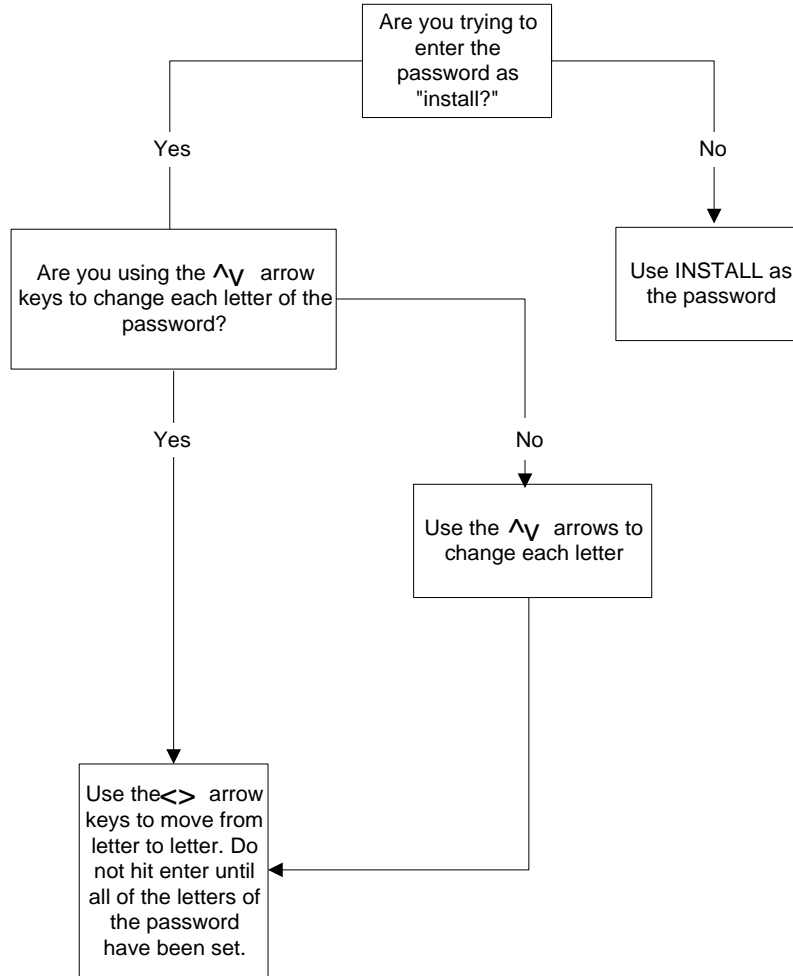 Are you trying to
enter the
password as
"install?"
Yes
No
Are you using the ^v arrow
keys to change each letter of the
password?
Use INSTALL as
the password
Yes
No
Use the ^v arrows to
change each letter
Use the<> arrow
keys to move from
letter to letter. Do
not hit enter until
all of the letters of
the password
have been set.